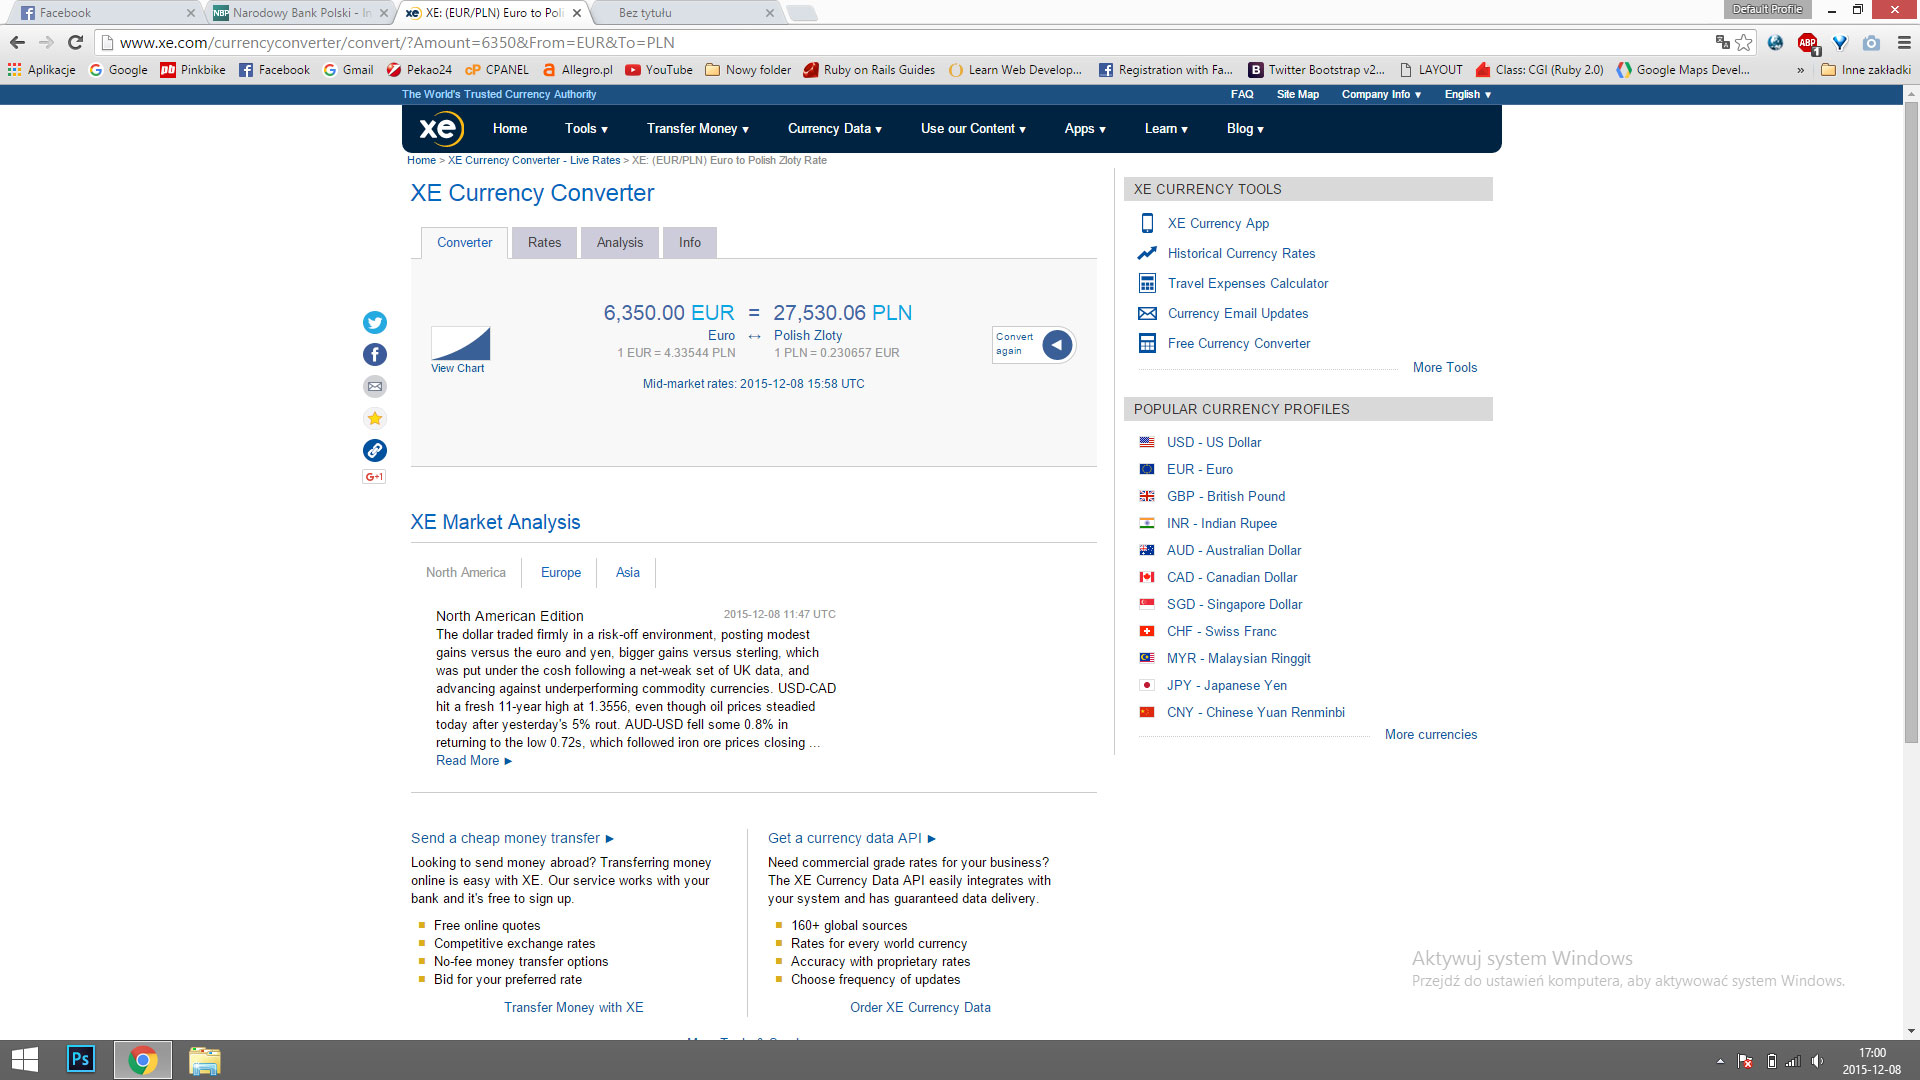 Facebook
Narodowy Bank Polski - In
XE: (EUR/PLN) Euro to Poli
Bez tytułu
Default Profile
www.xe.com/currencyconverter/convert/?Amount=6350&From=EUR&To=PLN
ABP
1
Aplikacje
Google
Pinkbike
Facebook
Gmail
Pekao24
CPANEL
Allegro.pl
YouTube
Nowy folder
Ruby on Rails Guides
Learn Web Develop...
Registration with Fa...
Twitter Bootstrap v2...
LAYOUT
Class: CGI (Ruby 2.0)
Google Maps Devel...
»
Inne zakładki
The World's Trusted Currency Authority
FAQ
Site Map
Company Info ▼
English ▼
xe
Home
Tools ▾
Transfer Money ▾
Currency Data ▾
Use our Content ▾
Apps ▾
Learn ▾
Blog ▾
Home > XE Currency Converter - Live Rates > XE: (EUR/PLN) Euro to Polish Zloty Rate
XE Currency Converter
Converter
Rates
Analysis
Info
6,350.00 EUR = 27,530.06 PLN
Euro ↔ Polish Zloty
1 EUR = 4.33544 PLN
1 PLN = 0.230657 EUR
Mid-market rates: 2015-12-08 15:58 UTC
View Chart
Convert
again
G+1
XE Market Analysis
North America
Europe
Asia
North American Edition
2015-12-08 11:47 UTC
The dollar traded firmly in a risk-off environment, posting modest
gains versus the euro and yen, bigger gains versus sterling, which
was put under the cosh following a net-weak set of UK data, and
advancing against underperforming commodity currencies. USD-CAD
hit a fresh 11-year high at 1.3556, even though oil prices steadied
today after yesterday's 5% rout. AUD-USD fell some 0.8% in
returning to the low 0.72s, which followed iron ore prices closing ...
Read More ►
Send a cheap money transfer ►
Looking to send money abroad? Transferring money
online is easy with XE. Our service works with your
bank and it's free to sign up.
Free online quotes
Competitive exchange rates
No-fee money transfer options
Bid for your preferred rate
Transfer Money with XE
Get a currency data API ►
Need commercial grade rates for your business?
The XE Currency Data API easily integrates with
your system and has guaranteed data delivery.
160+ global sources
Rates for every world currency
Accuracy with proprietary rates
Choose frequency of updates
Order XE Currency Data
XE CURRENCY TOOLS
XE Currency App
Historical Currency Rates
Travel Expenses Calculator
Currency Email Updates
Free Currency Converter
More Tools
POPULAR CURRENCY PROFILES
USD - US Dollar
EUR - Euro
GBP - British Pound
INR - Indian Rupee
AUD - Australian Dollar
CAD - Canadian Dollar
SGD - Singapore Dollar
CHF - Swiss Franc
MYR - Malaysian Ringgit
JPY - Japanese Yen
CNY - Chinese Yuan Renminbi
More currencies
Aktywuj system Windows
Przejdź do ustawień komputera, aby aktywować system Windows.
Ps
17:00
2015-12-08